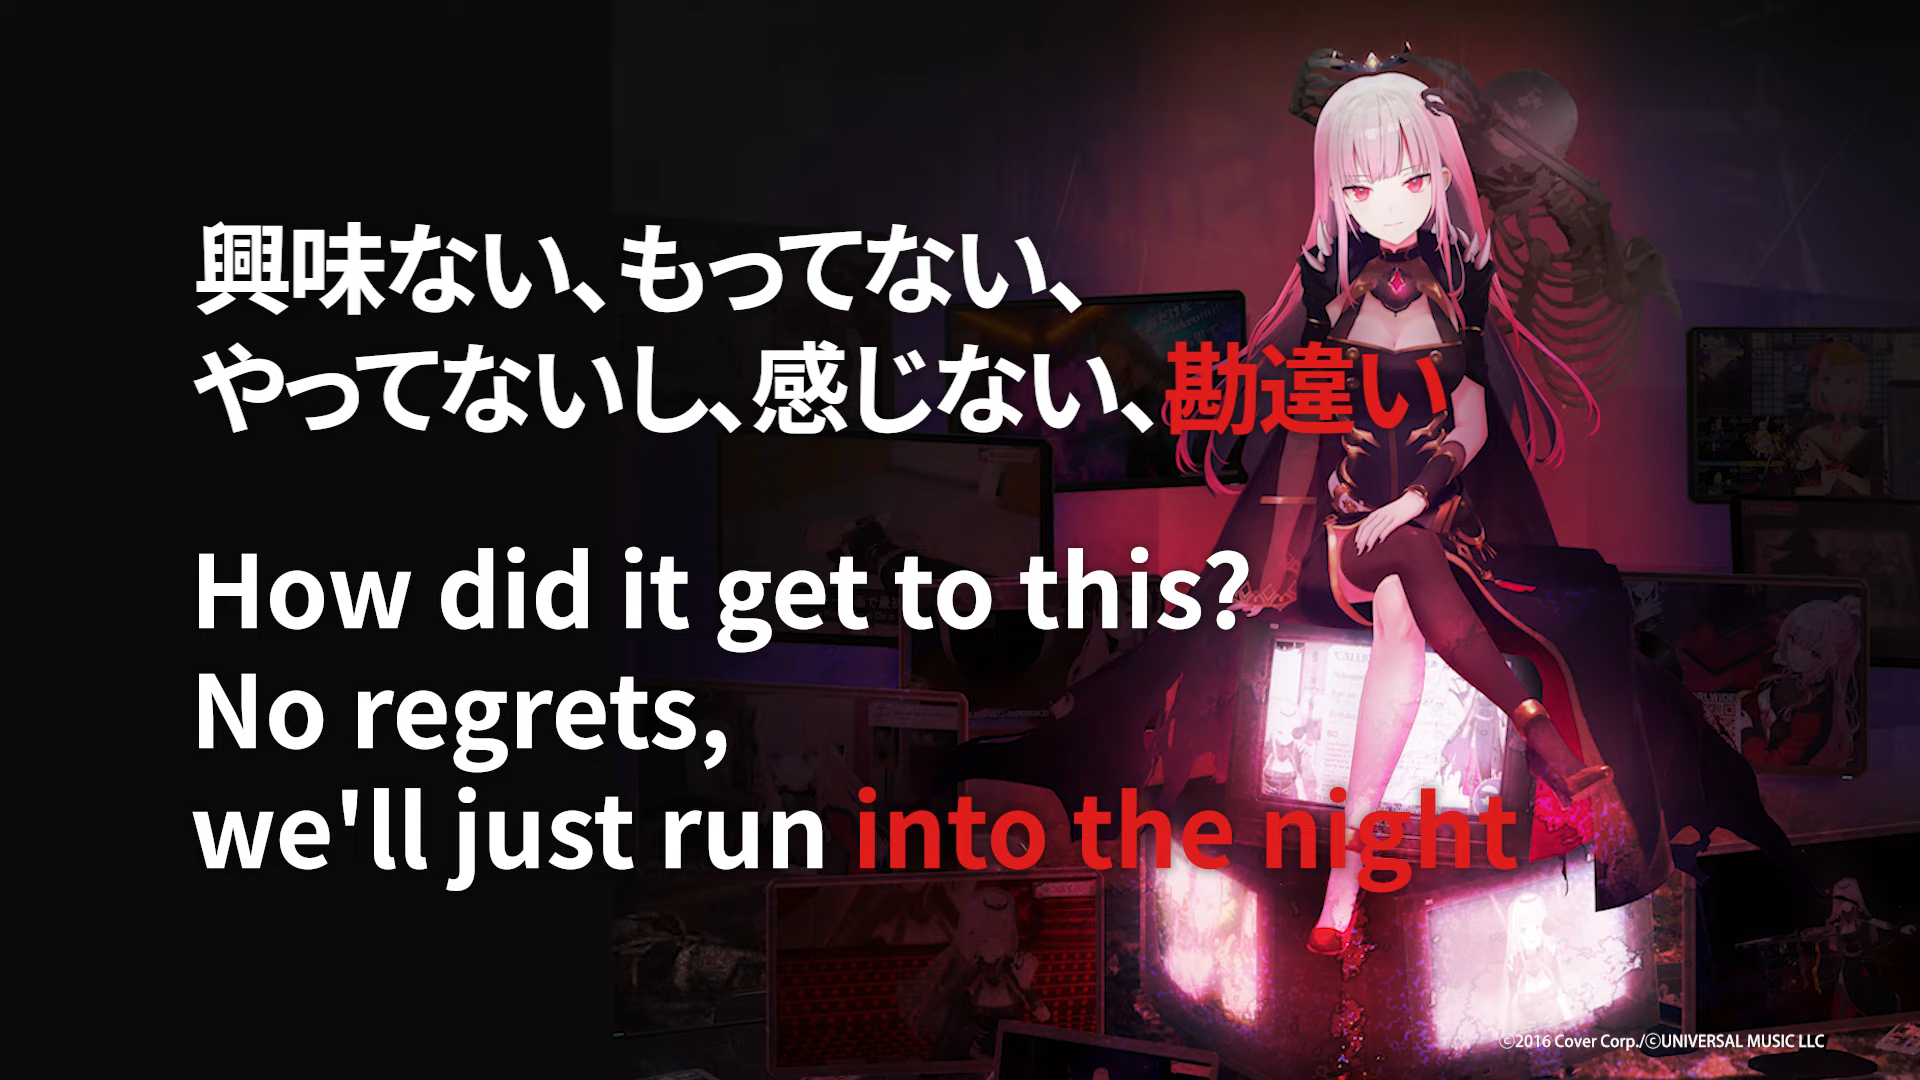 興味ない、もってない、
やってないし、感じない、勘違い
How did it get to this?
No regrets,
we'll just run into the night
©2016 Cover Corp./©UNIVERSAL MUSIC LLC